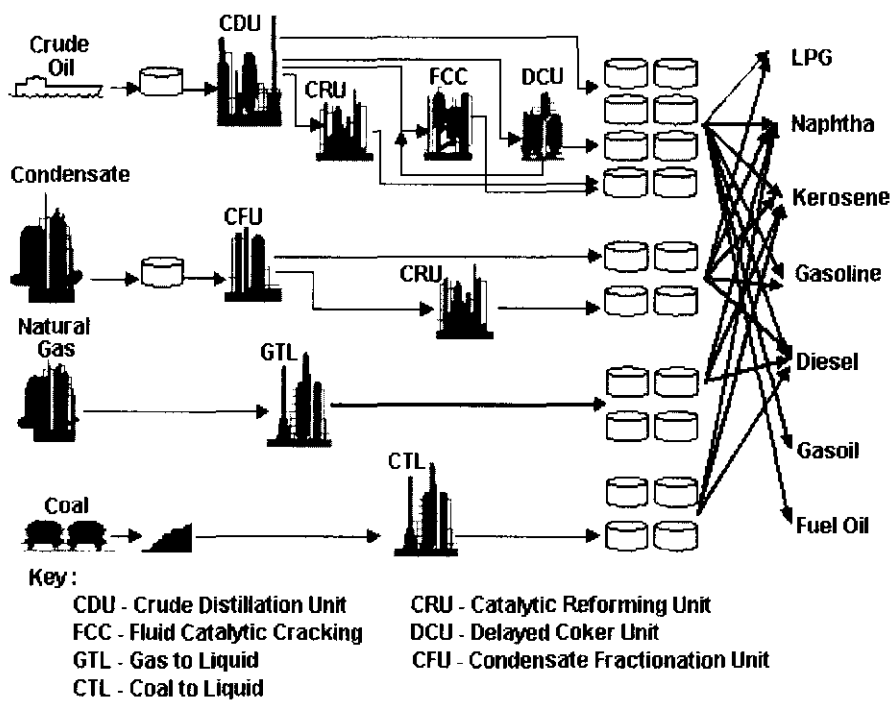 CDU
Crude
Oil
CRU
FCC
DCU
LPG
Naphtha
Kerosene
Gasoline
Diesel
Gasoil
Fuel Oil
Condensate
CFU
CRU
Natural
Gas
GTL
CTL
Coal
Key :
CDU - Crude Distillation Unit
FCC - Fluid Catalytic Cracking
GTL - Gas to Liquid
CTL - Coal to Liquid
CRU - Catalytic Reforming Unit
DCU - Delayed Coker Unit
CFU - Condensate Fractionation Unit